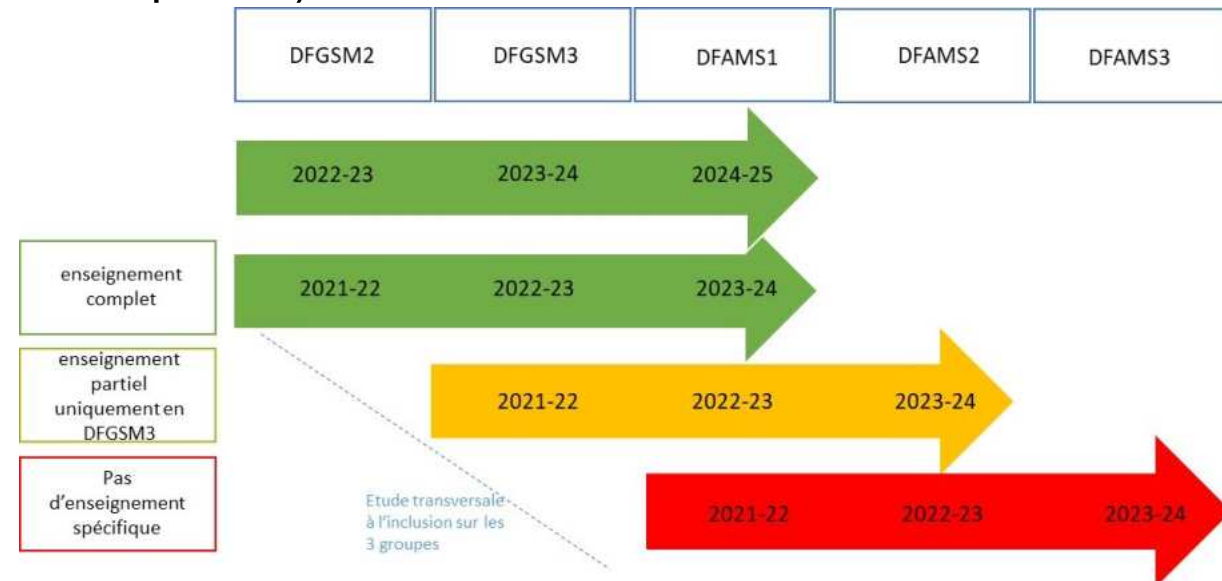 DFGSM2 DFGSM3 DFAMS1 DFAMS2 DFAMS3
2022-23 2023-24 2024-25
enseignement
complet
2021-22 2022-23 2023-24
enseignement
partiel
uniquement en
DFGSM3
2021-22 2022-23 2023-24
Pas
d'enseignement
spécifique
Etude transversale
à l'inclusion sur les
3 groupes
2021-22 2022-23 2023-24